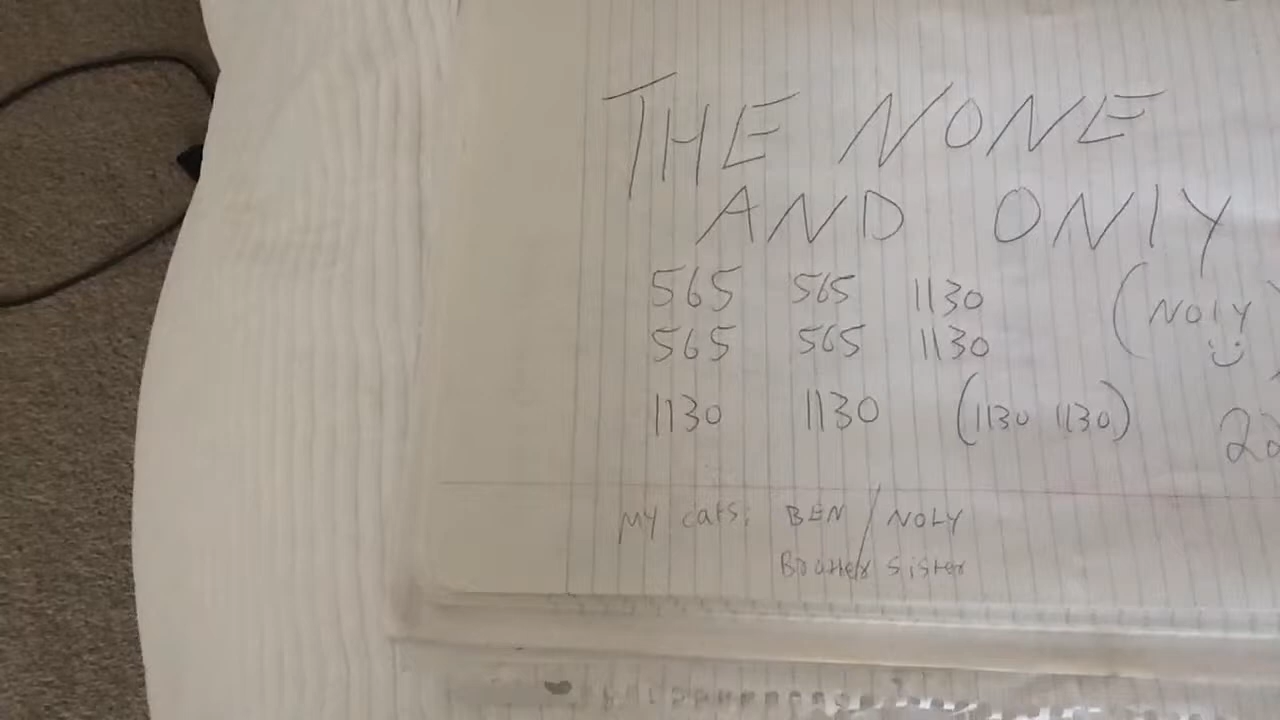 THE NONE
AND ONLY
565 565 1130 (NOLY)
565 565 1130
1130 1130 (1130 1130)
MY cats: BEN / NOLY
Brother sister